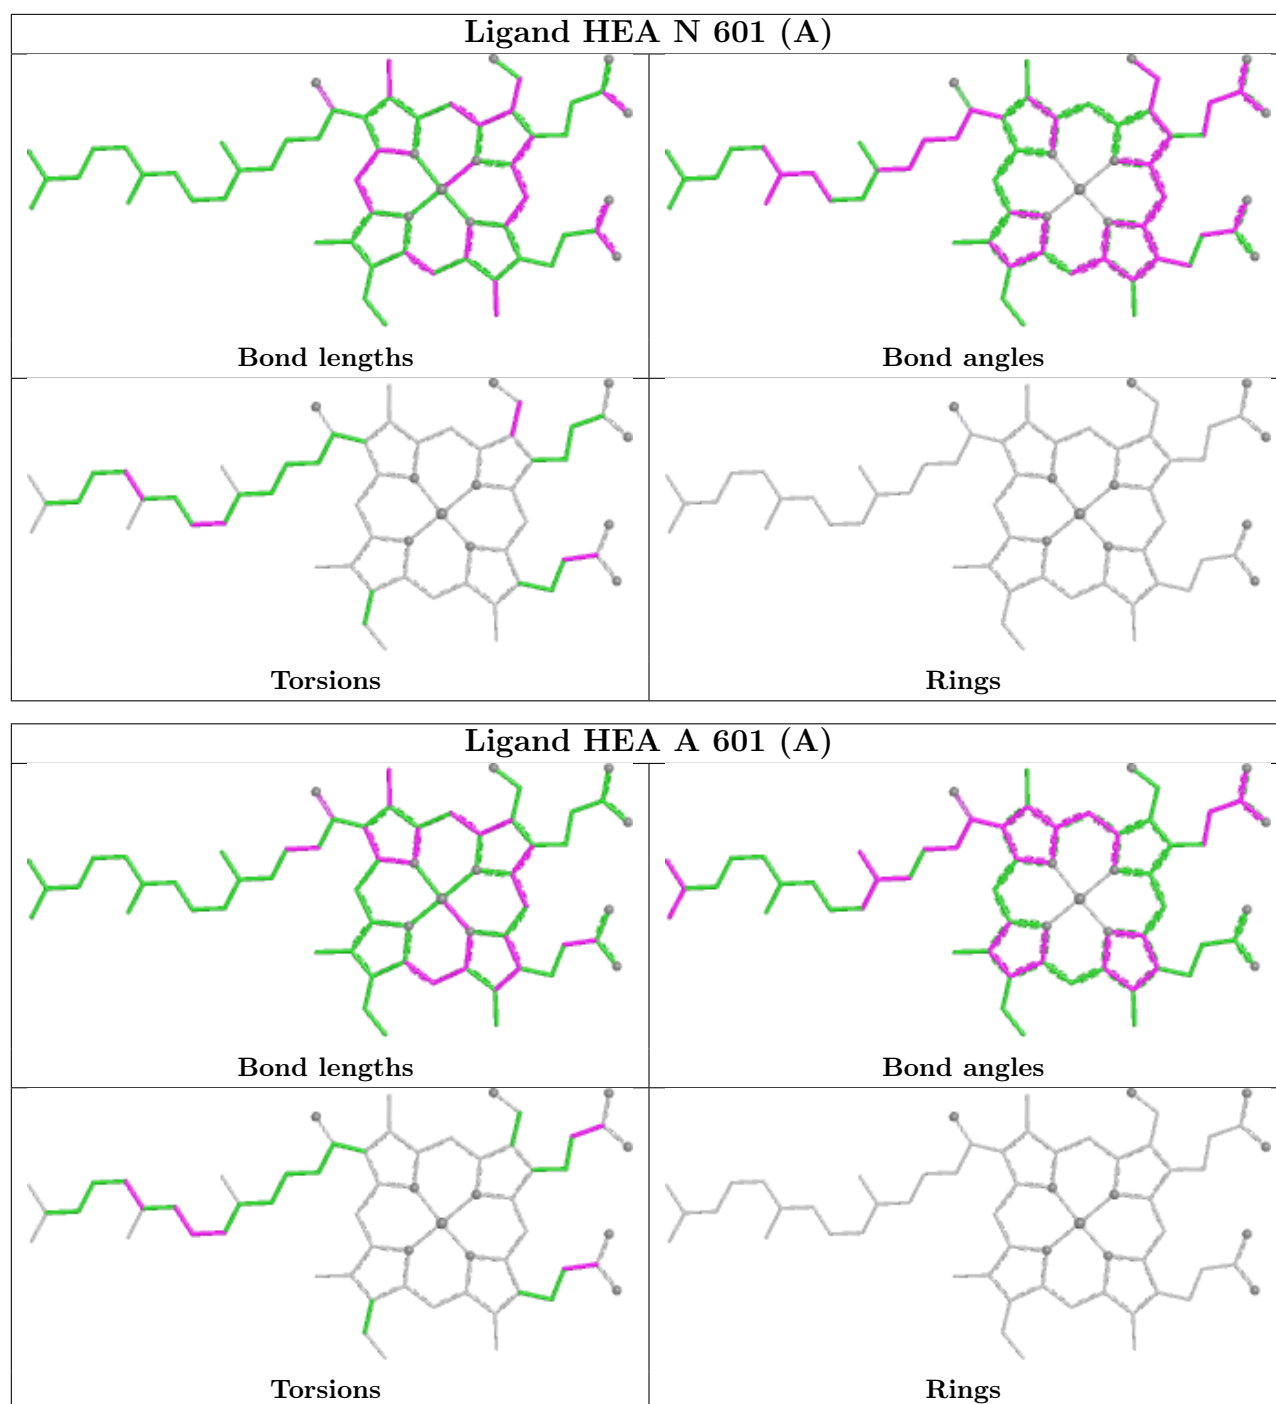 Ligand HEA N 601 (A)
Bond lengths
Bond angles
Torsions
Rings
Ligand HEA A 601 (A)
Bond lengths
Bond angles
Torsions
Rings